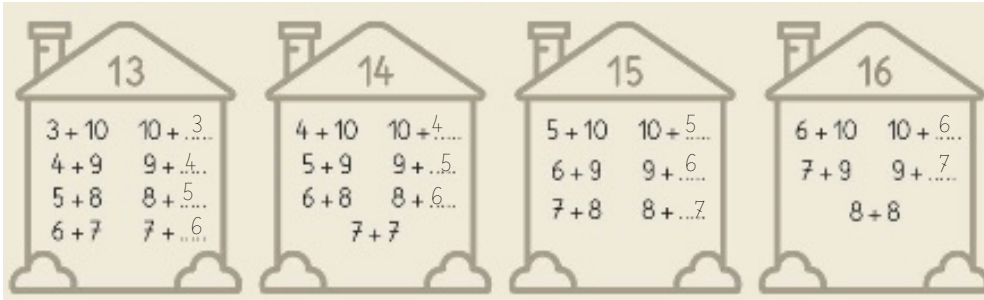 13
3 + 10 10 + ..3...
4 + 9 9 + ..4...
5 + 8 8 + ..5...
6 + 7 7 + ..6...
14
4 + 10 10 + ..4...
5 + 9 9 + ..5...
6 + 8 8 + ..6...
7 + 7
15
5 + 10 10 + ..5...
6 + 9 9 + ..6...
7 + 8 8 + ..7...
16
6 + 10 10 + ..6...
7 + 9 9 + ..7...
8 + 8